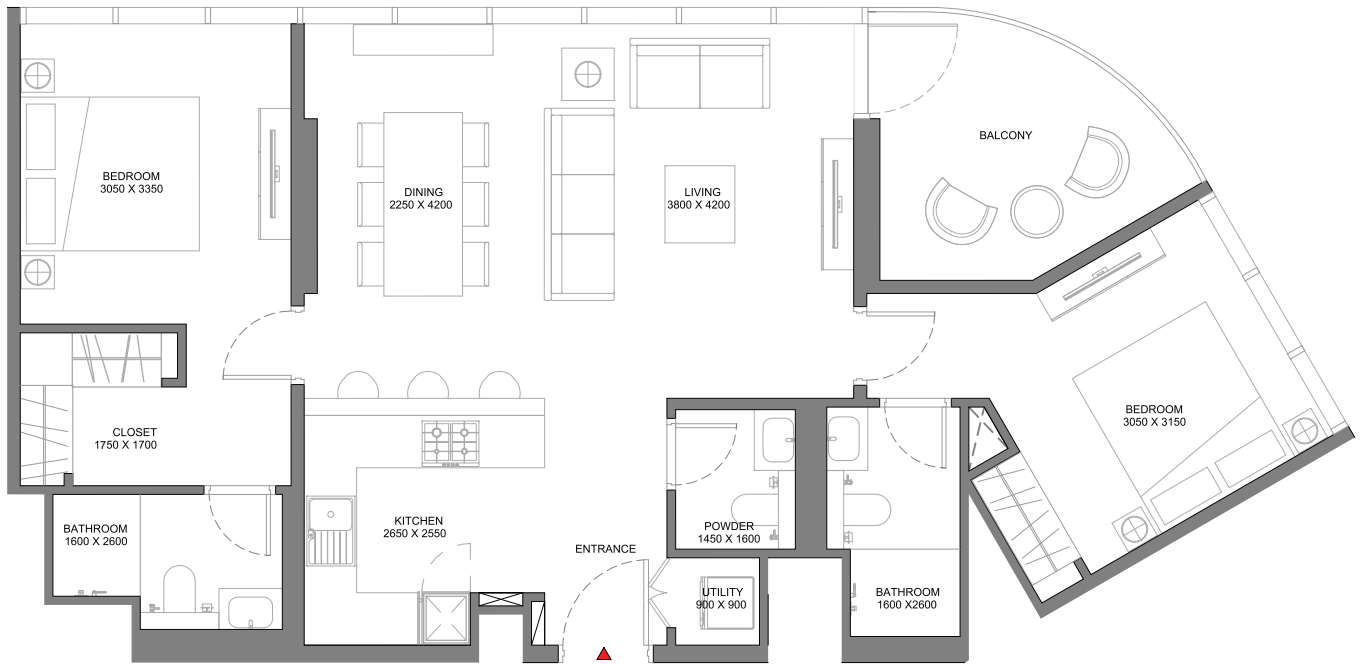 BALCONY
BEDROOM
3050 X 3350
DINING
2250 X 4200
LIVING
3800 X 4200
BEDROOM
3050 X 3150
CLOSET
1750 X 1700
BATHROOM
1600 X 2600
KITCHEN
2650 X 2550
POWDER
1450 X 1600
ENTRANCE
UTILITY
900 X 900
BATHROOM
1600 X2600